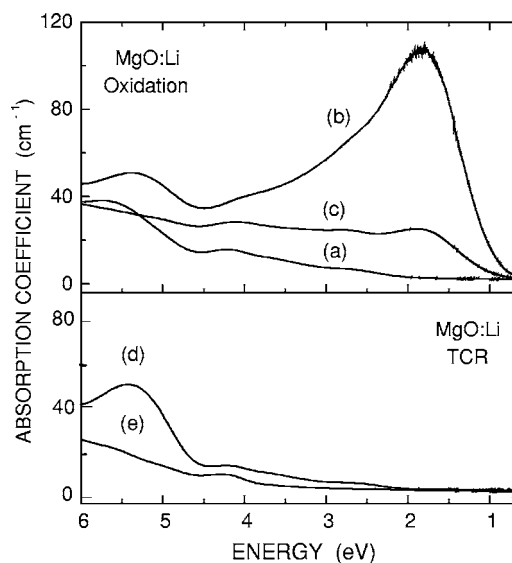 120
80
40
0
MgO:Li
Oxidation
(b)
(c)
(a)
ABSORPTION COEFFICIENT (cm⁻¹)
80
40
0
(d)
(e)
MgO:Li
TCR
6 5 4 3 2 1
ENERGY (eV)